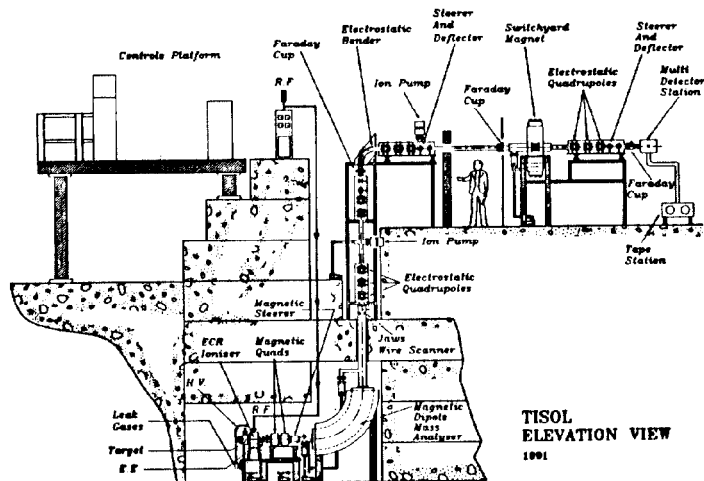 Controls Platform
R F
Faraday
Cup
Electrostatic
Bender
Steerer
And
Deflector
Ion Pump
Faraday
Cup
Switchyard
Magnet
Electrostatic
Quadrupoles
Steerer
And
Deflector
Multi
Detector
Station
Faraday
Cup
Tape
Station
Ion Pump
Electrostatic
Quadrupoles
Magnetic
Steerer
Jaws
Wire Scanner
ECR
Ioniser
Magnetic
Quads
H.V.
R F
Leak
Gases
Target
Magnetic
Dipole
Mass
Analyser
TISOL
ELEVATION VIEW
1991